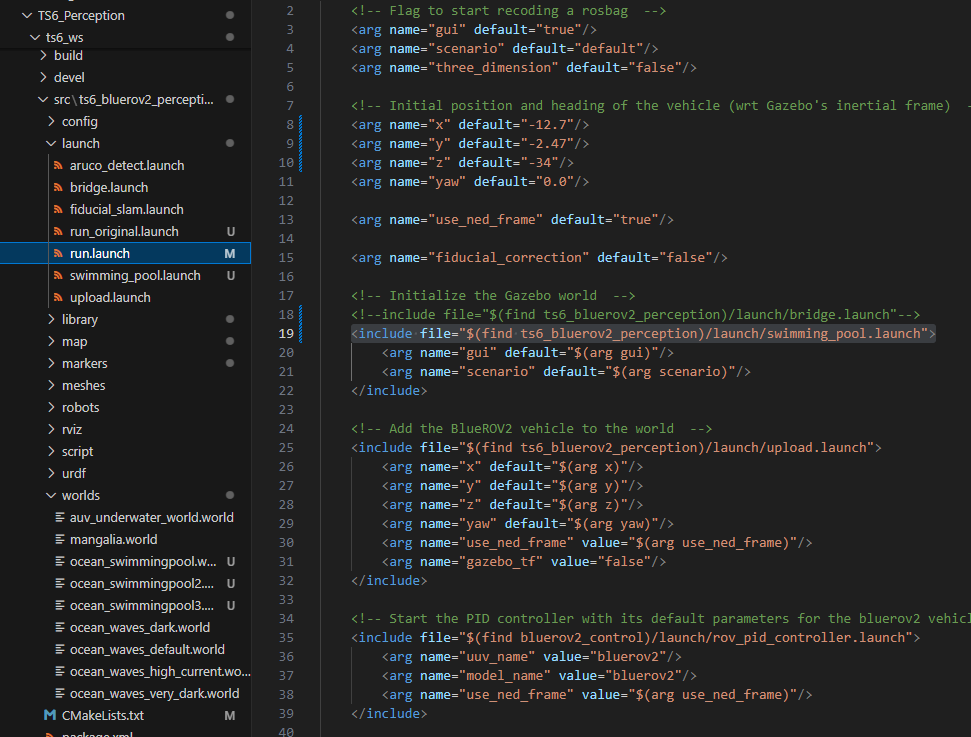 TS6_Perception
ts6_ws
build
devel
src\ts6_bluerov2_percepti...
config
launch
aruco_detect.launch
bridge.launch
fiducial_slam.launch
run_original.launch U
run.launch M
swimming_pool.launch U
upload.launch
library
map
markers
meshes
robots
rviz
script
urdf
worlds
auv_underwater_world.world
mangalia.world
ocean_swimmingpool.w... U
ocean_swimmingpool2.... U
ocean_swimmingpool3.... U
ocean_waves_dark.world
ocean_waves_default.world
ocean_waves_high_current.wo...
ocean_waves_very_dark.world
CMakeLists.txt M
package.xml
2 <!-- Flag to start recoding a rosbag  -->
3 <arg name="gui" default="true"/>
4 <arg name="scenario" default="default"/>
5 <arg name="three_dimension" default="false"/>
6
7 <!-- Initial position and heading of the vehicle (wrt Gazebo's inertial frame)  -
8 <arg name="x" default="-12.7"/>
9 <arg name="y" default="-2.47"/>
10 <arg name="z" default="-34"/>
11 <arg name="yaw" default="0.0"/>
12
13 <arg name="use_ned_frame" default="true"/>
14
15 <arg name="fiducial_correction" default="false"/>
16
17 <!-- Initialize the Gazebo world  -->
18 <!--include file="$(find ts6_bluerov2_perception)/launch/bridge.launch"-->
19 <include file="$(find ts6_bluerov2_perception)/launch/swimming_pool.launch">
20 <arg name="gui" default="$(arg gui)"/>
21 <arg name="scenario" default="$(arg scenario)"/>
22 </include>
23
24 <!-- Add the BlueROV2 vehicle to the world  -->
25 <include file="$(find ts6_bluerov2_perception)/launch/upload.launch">
26 <arg name="x" default="$(arg x)"/>
27 <arg name="y" default="$(arg y)"/>
28 <arg name="z" default="$(arg z)"/>
29 <arg name="yaw" default="$(arg yaw)"/>
30 <arg name="use_ned_frame" value="$(arg use_ned_frame)"/>
31 <arg name="gazebo_tf" value="false"/>
32 </include>
33
34 <!-- Start the PID controller with its default parameters for the bluerov2 vehicl
35 <include file="$(find bluerov2_control)/launch/rov_pid_controller.launch">
36 <arg name="uuv_name" value="bluerov2"/>
37 <arg name="model_name" value="bluerov2"/>
38 <arg name="use_ned_frame" value="$(arg use_ned_frame)"/>
39 </include>
40